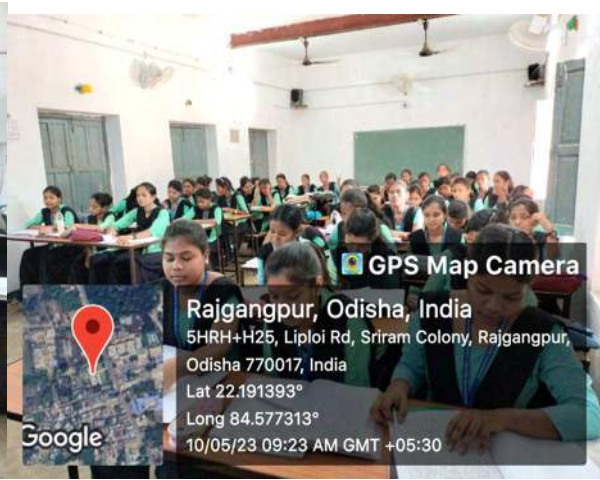 GPS Map Camera
Rajgangpur, Odisha, India
5HRH+H25, Liploi Rd, Sriram Colony, Rajgangpur,
Odisha 770017, India
Lat 22.191393°
Long 84.577313°
10/05/23 09:23 AM GMT +05:30
Google